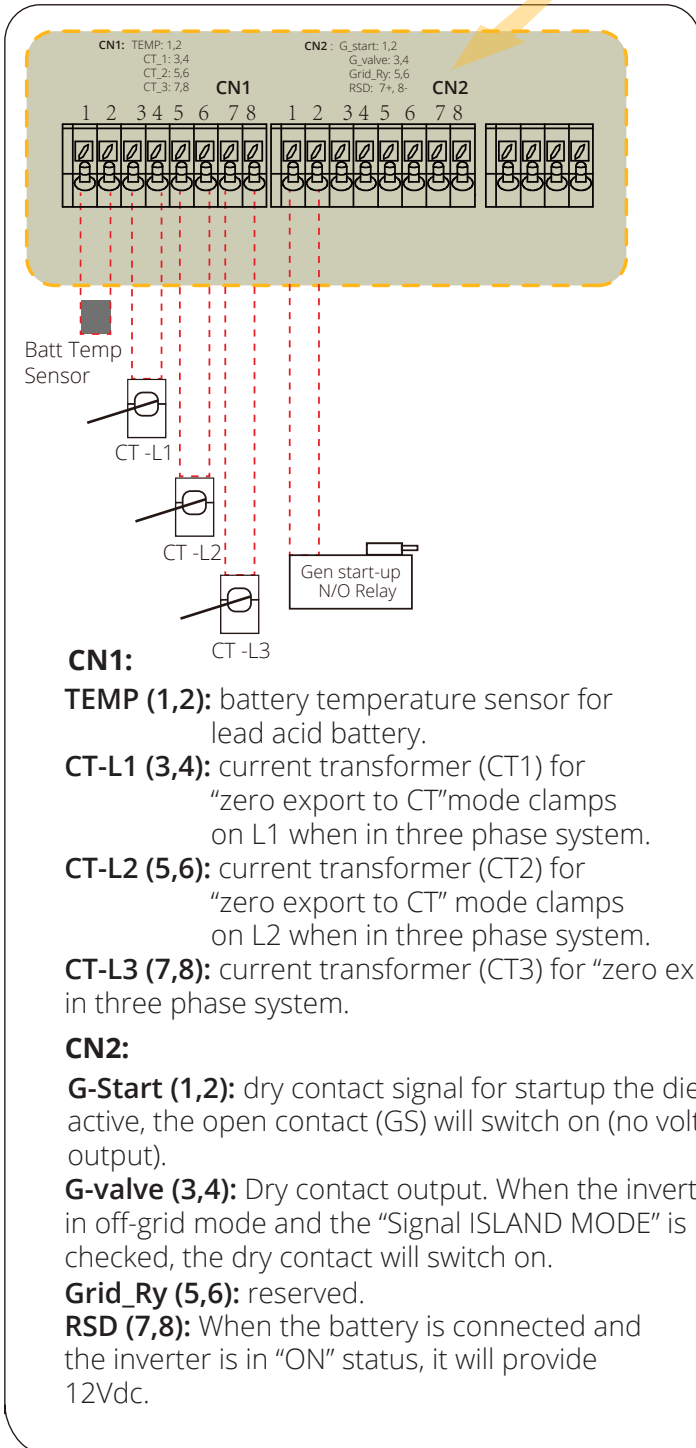 CN1: TEMP: 1,2
CT_1: 3,4
CT_2: 5,6
CT_3: 7,8
CN1
CN2 : G_start: 1,2
G_valve: 3,4
Grid_Ry: 5,6
RSD: 7+, 8-
CN2
1 2 3 4 5 6 7 8
1 2 3 4 5 6 7 8
Batt Temp
Sensor
CT -L1
CT -L2
CT -L3
Gen start-up
N/O Relay
CN1:
TEMP (1,2): battery temperature sensor for
lead acid battery.
CT-L1 (3,4): current transformer (CT1) for
“zero export to CT”mode clamps
on L1 when in three phase system.
CT-L2 (5,6): current transformer (CT2) for
“zero export to CT” mode clamps
on L2 when in three phase system.
CT-L3 (7,8): current transformer (CT3) for “zero ex
in three phase system.
CN2:
G-Start (1,2): dry contact signal for startup the die
active, the open contact (GS) will switch on (no volt
output).
G-valve (3,4): Dry contact output. When the invert
in off-grid mode and the “Signal ISLAND MODE” is
checked, the dry contact will switch on.
Grid_Ry (5,6): reserved.
RSD (7,8): When the battery is connected and
the inverter is in “ON” status, it will provide
12Vdc.